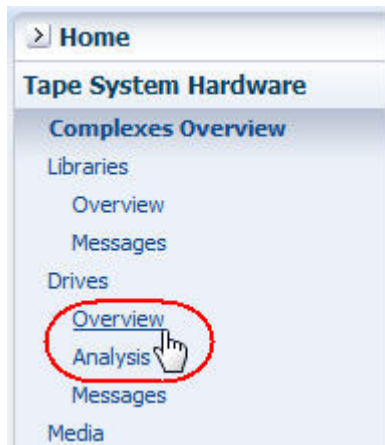 Home
Tape System Hardware
Complexes Overview
Libraries
Overview
Messages
Drives
Overview
Analysis
Messages
Media